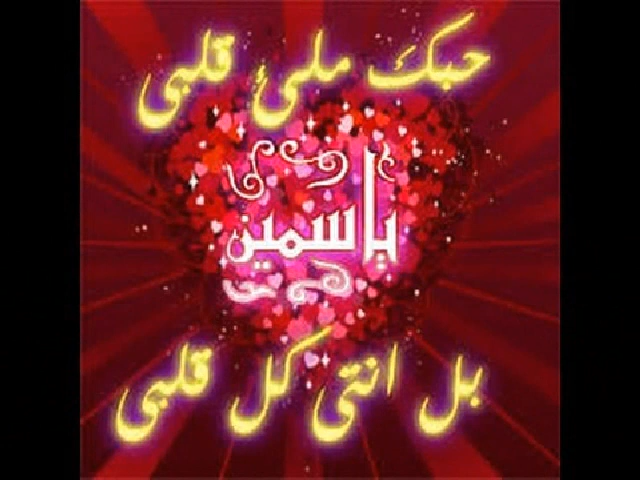 حبك ملئ قلبي
ياسمين
بل انتي كل قلبي